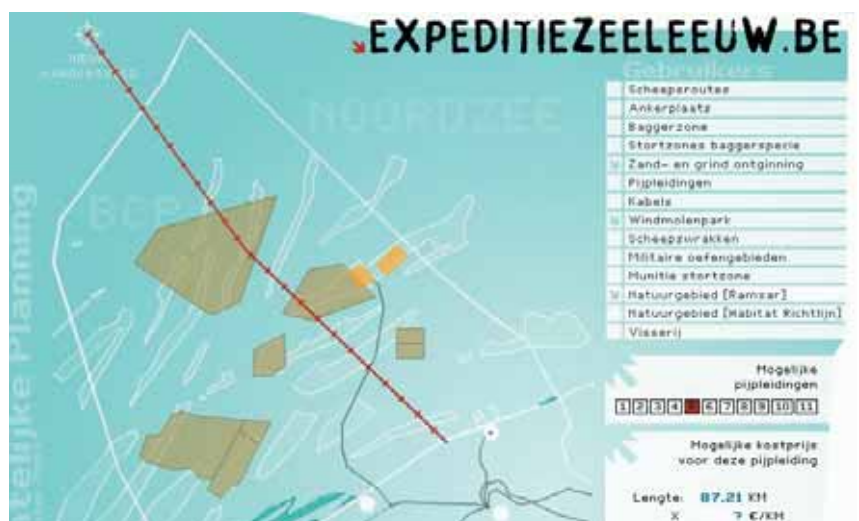 EXPEDITIEZEELEEUW.BE
NOORDZEE
telijke Planning
Gebruikers
Scheepsroutes
Ankerplaats
Baggerzone
Stortzones baggerspecie
Zand- en grind ontginning
Pijpleidingen
Kabels
Windmolenpark
Scheepswrakken
Militaire oefengebieden
Munitie stortzone
Natuurgebied [Ramsar]
Natuurgebied [Habitat Richtlijn]
Visserij
Mogelijke
pijpleidingen
1 2 3 4 5 6 7 8 9 10 11
Mogelijke kostprijs
voor deze pijpleiding
Lengte: 87.21 KM
X ? €/KM